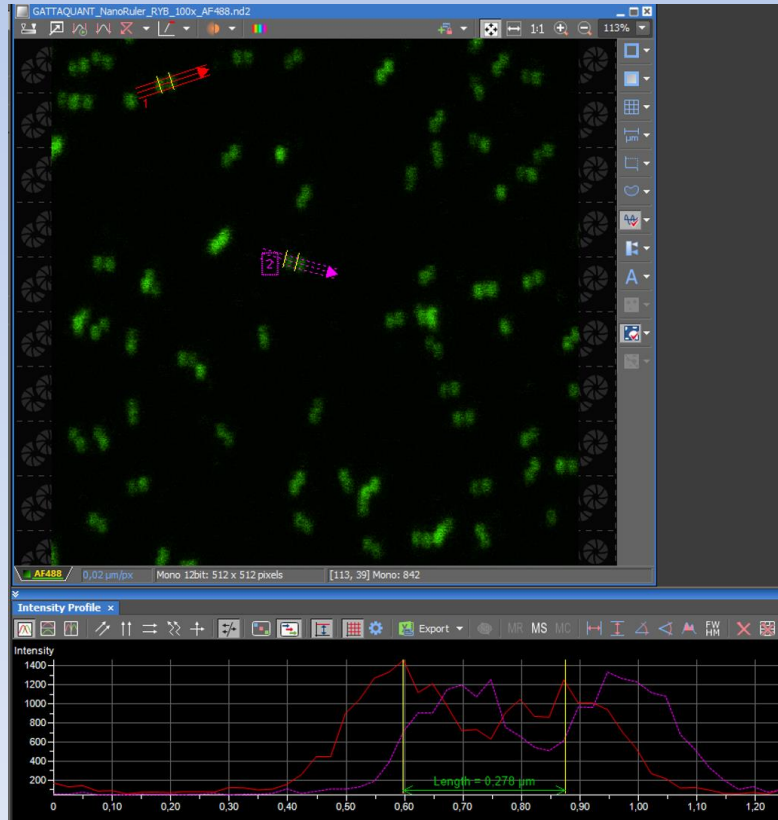 GATTAQUANT_NanoRuler_RYB_100x_AF488.nd2
1:1 113%
µm
1
2
A
AF488 0,02 µm/px Mono 12bit: 512 x 512 pixels [113, 39] Mono: 842
Intensity Profile ×
Export MR MS MC FW HM
Intensity
1400
1200
1000
800
600
400
200
Length = 0,278 µm
0 0,10 0,20 0,30 0,40 0,50 0,60 0,70 0,80 0,90 1,00 1,10 1,20